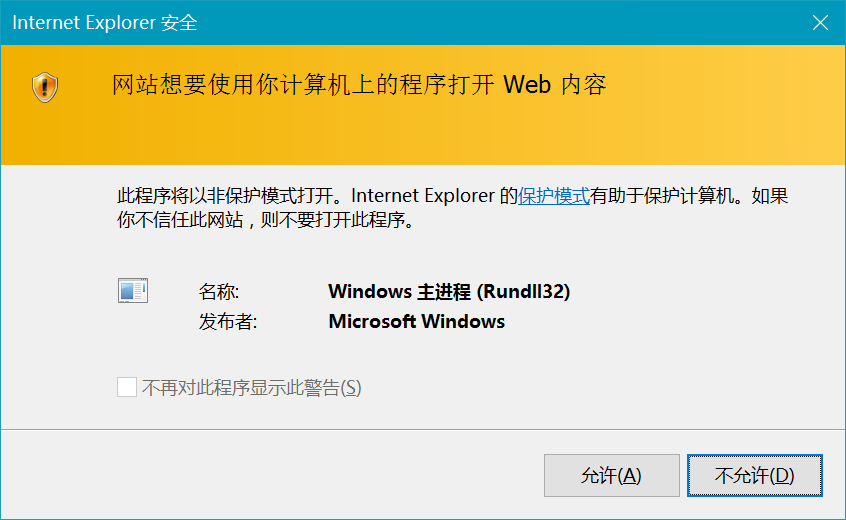 Internet Explorer 安全
网站想要使用你计算机上的程序打开 Web 内容
此程序将以非保护模式打开。Internet Explorer 的保护模式有助于保护计算机。如果
你不信任此网站，则不要打开此程序。
名称: Windows 主进程 (Rundll32)
发布者: Microsoft Windows
不再对此程序显示此警告(S)
允许(A) 不允许(D)